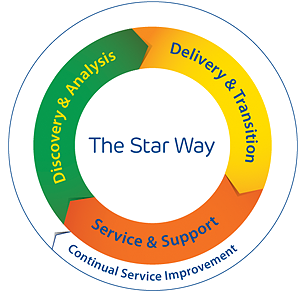 The Star Way
Discovery & Analysis
Delivery & Transition
Service & Support
Continual Service Improvement